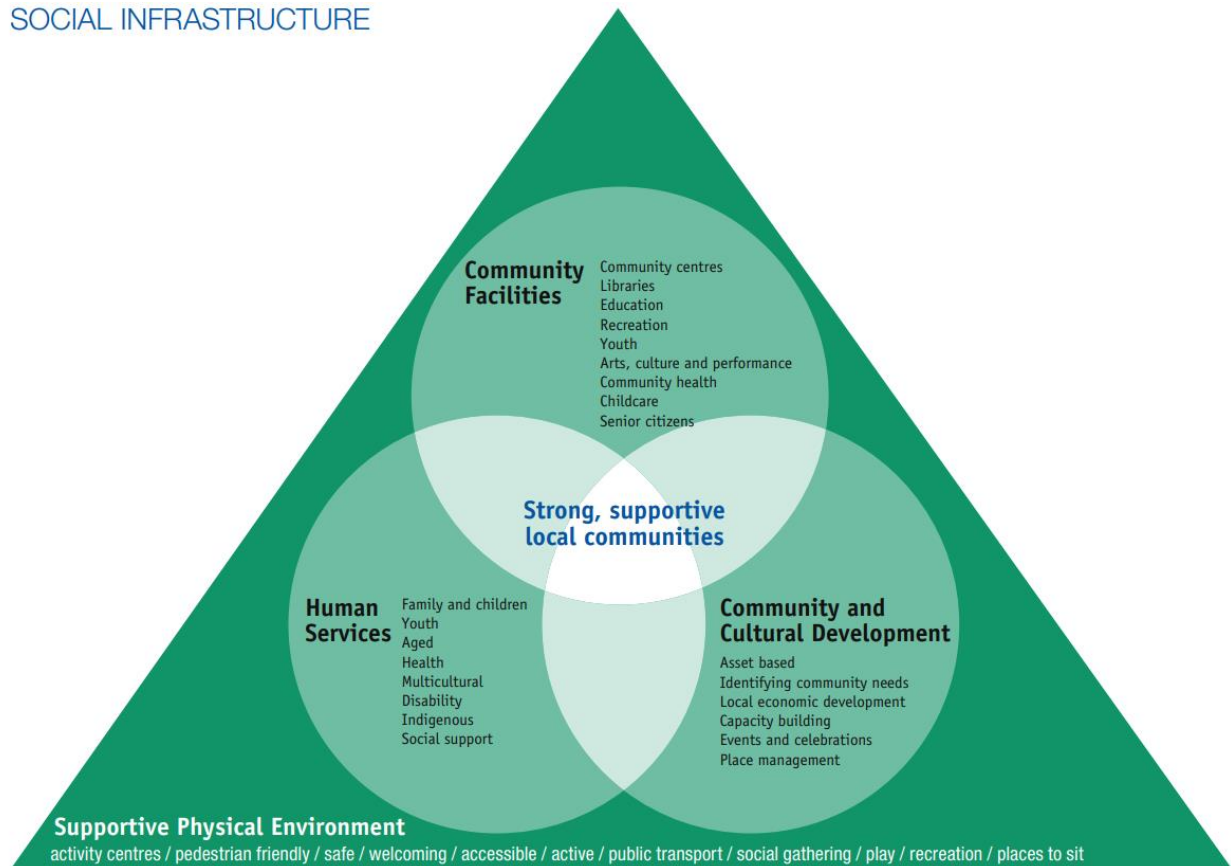 SOCIAL INFRASTRUCTURE
Community
Facilities
Community centres
Libraries
Education
Recreation
Youth
Arts, culture and performance
Community health
Childcare
Senior citizens
Strong, supportive
local communities
Human
Services
Family and children
Youth
Aged
Health
Multicultural
Disability
Indigenous
Social support
Community and
Cultural Development
Asset based
Identifying community needs
Local economic development
Capacity building
Events and celebrations
Place management
Supportive Physical Environment
activity centres / pedestrian friendly / safe / welcoming / accessible / active / public transport / social gathering / play / recreation / places to sit